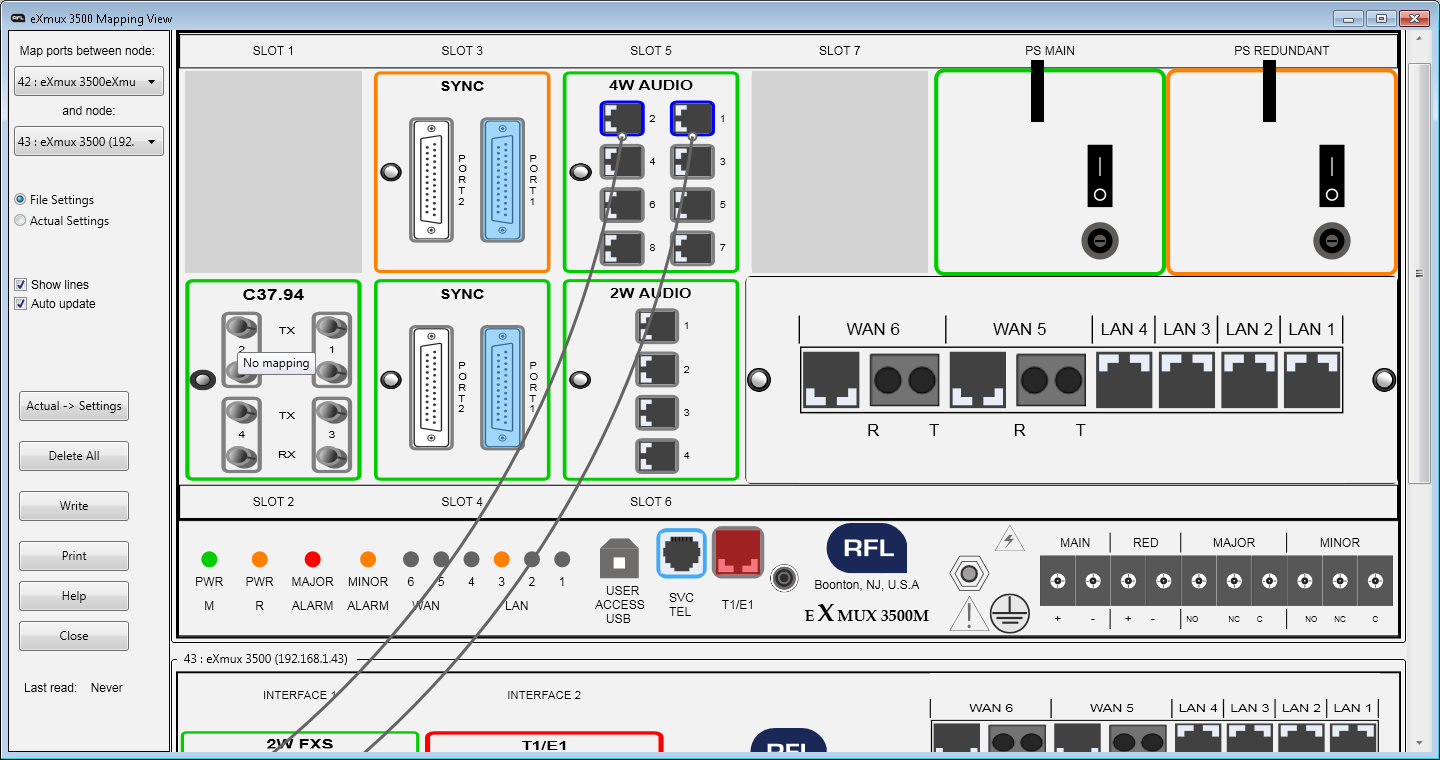 RFL eXmux 3500 Mapping View
Map ports between node:
42 : eXmux 3500eXmu
and node:
43 : eXmux 3500 (192.
File Settings
Actual Settings
Show lines
Auto update
Actual -> Settings
Delete All
Write
Print
Help
Close
Last read: Never
SLOT 1 SLOT 3 SLOT 5 SLOT 7 PS MAIN PS REDUNDANT
SYNC
PORT2
PORT1
4W AUDIO
2 1
4 3
6 5
8 7
C37.94
TX
2 1
No mapping
TX
4 3
RX
SYNC
PORT2
PORT1
2W AUDIO
1
2
3
4
WAN 6 WAN 5 LAN 4 LAN 3 LAN 2 LAN 1
R T R T
SLOT 2 SLOT 4 SLOT 6
PWR PWR MAJOR MINOR 6 5 4 3 2 1
M R ALARM ALARM WAN LAN
USER
ACCESS
USB
SVC
TEL
T1/E1
RFL
Boonton, NJ, U.S.A
eXMUX 3500M
MAIN RED MAJOR MINOR
+ - + - NO NC C NO NC C
43 : eXmux 3500 (192.168.1.43)
INTERFACE 1 INTERFACE 2
2W FXS T1/E1
RFL
WAN 6 WAN 5 LAN 4 LAN 3 LAN 2 LAN 1